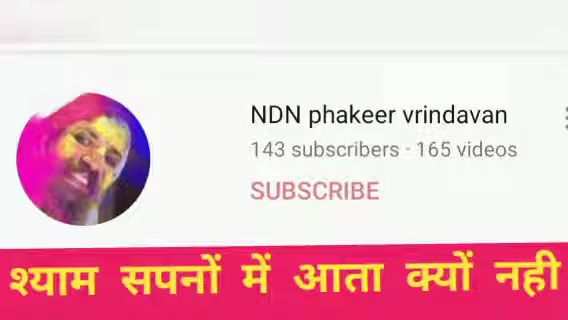 NDN phakeer vrindavan
143 subscribers · 165 videos
SUBSCRIBE
श्याम सपनों में आता क्यों नही